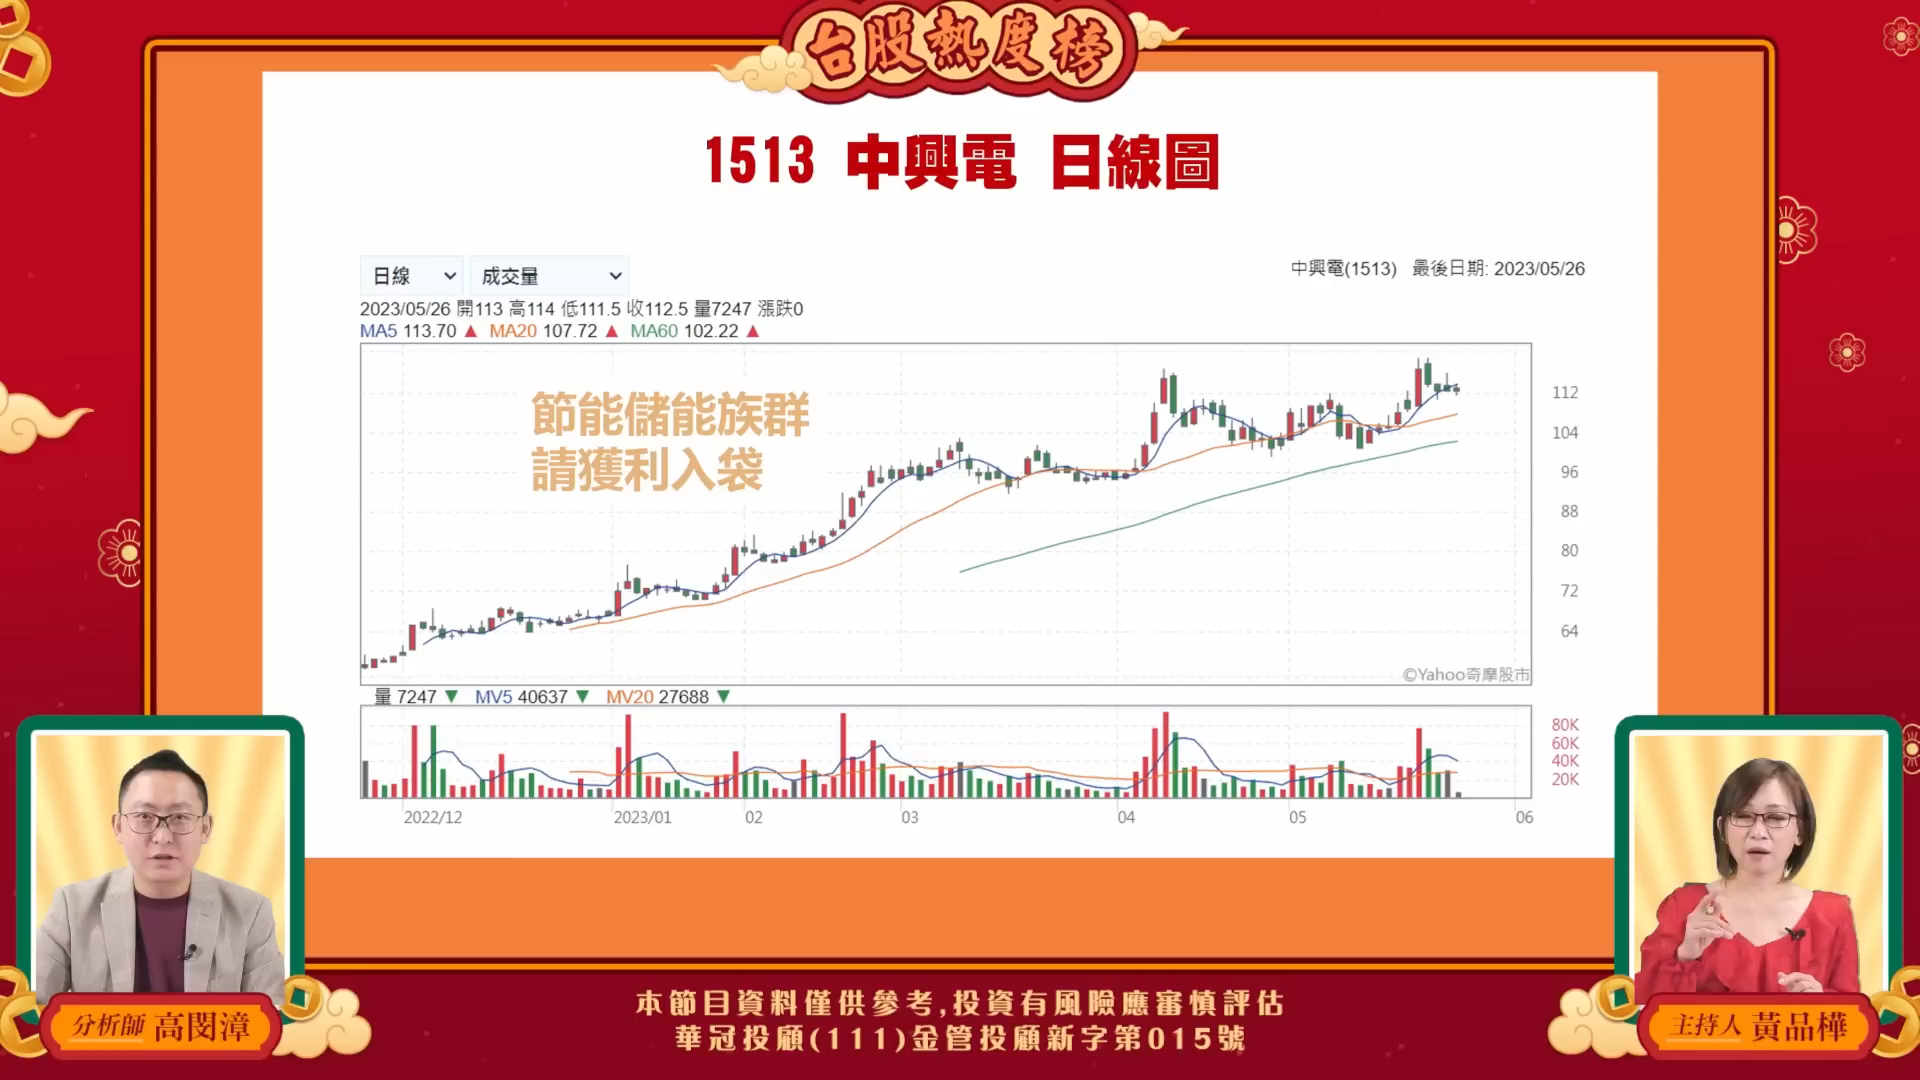 台股熱度榜
1513 中興電 日線圖
日線 成交量
中興電(1513) 最後日期: 2023/05/26
2023/05/26 開113 高114 低111.5 收112.5 量7247 漲跌0
MA5 113.70 ▲ MA20 107.72 ▲ MA60 102.22 ▲
節能儲能族群
請獲利入袋
112
104
96
88
80
72
64
©Yahoo奇摩股市
量 7247 ▼ MV5 40637 ▼ MV20 27688 ▼
80K
60K
40K
20K
2022/12 2023/01 02 03 04 05 06
分析師 高閔漳
主持人 黃品樺
本節目資料僅供參考,投資有風險應審慎評估
華冠投顧(111)金管投顧新字第015號